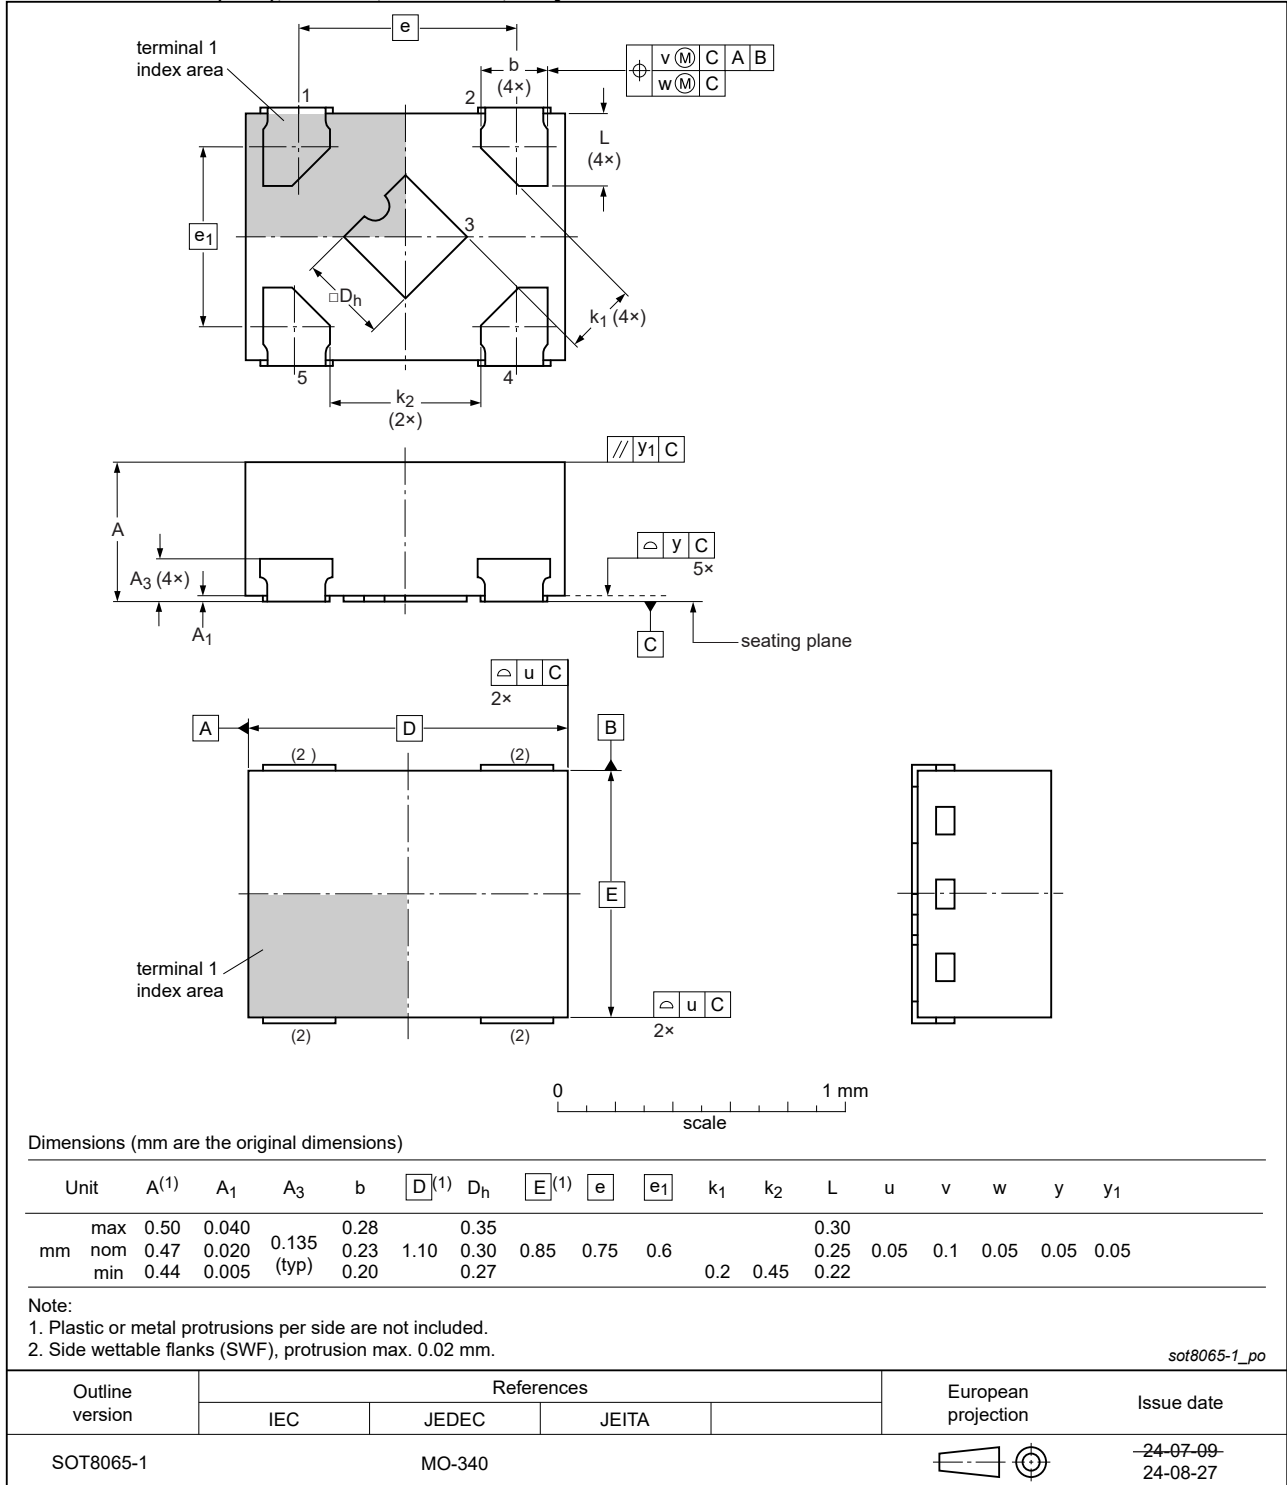 e
terminal 1
index area
b
(4×)
v Ⓜ C A B
w Ⓜ C
1
2
L
(4×)
e1
3
□Dh
k1 (4×)
5
4
k2
(2×)
// y1 C
A
A3 (4×)
A1
y C
5×
C
seating plane
u C
2×
A
D
B
(2 )
(2)
E
terminal 1
index area
u C
2×
(2)
(2)
0 1 mm
scale
Dimensions (mm are the original dimensions)
Unit A(1) A1 A3 b D(1) Dh E(1) e e1 k1 k2 L u v w y y1
max 0.50 0.040 0.28 0.35 0.30
mm nom 0.47 0.020 0.135 (typ) 0.23 1.10 0.30 0.85 0.75 0.6 0.25 0.05 0.1 0.05 0.05 0.05
min 0.44 0.005 0.20 0.27 0.2 0.45 0.22
Note:
1. Plastic or metal protrusions per side are not included.
2. Side wettable flanks (SWF), protrusion max. 0.02 mm.
sot8065-1_po
Outline version References European projection Issue date
IEC JEDEC JEITA
SOT8065-1 MO-340 24-07-09
24-08-27